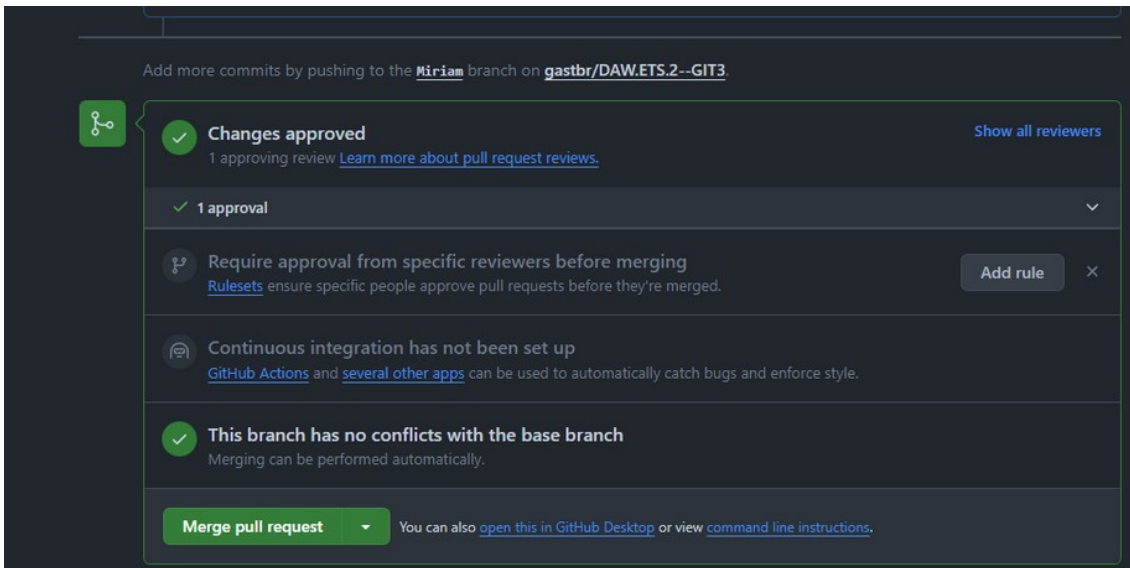 Add more commits by pushing to the Miriam branch on gastbr/DAW.ETS.2--GIT3.
Changes approved
Show all reviewers
1 approving review Learn more about pull request reviews.
1 approval
Require approval from specific reviewers before merging
Add rule
Rulesets ensure specific people approve pull requests before they're merged.
Continuous integration has not been set up
GitHub Actions and several other apps can be used to automatically catch bugs and enforce style.
This branch has no conflicts with the base branch
Merging can be performed automatically.
Merge pull request
You can also open this in GitHub Desktop or view command line instructions.